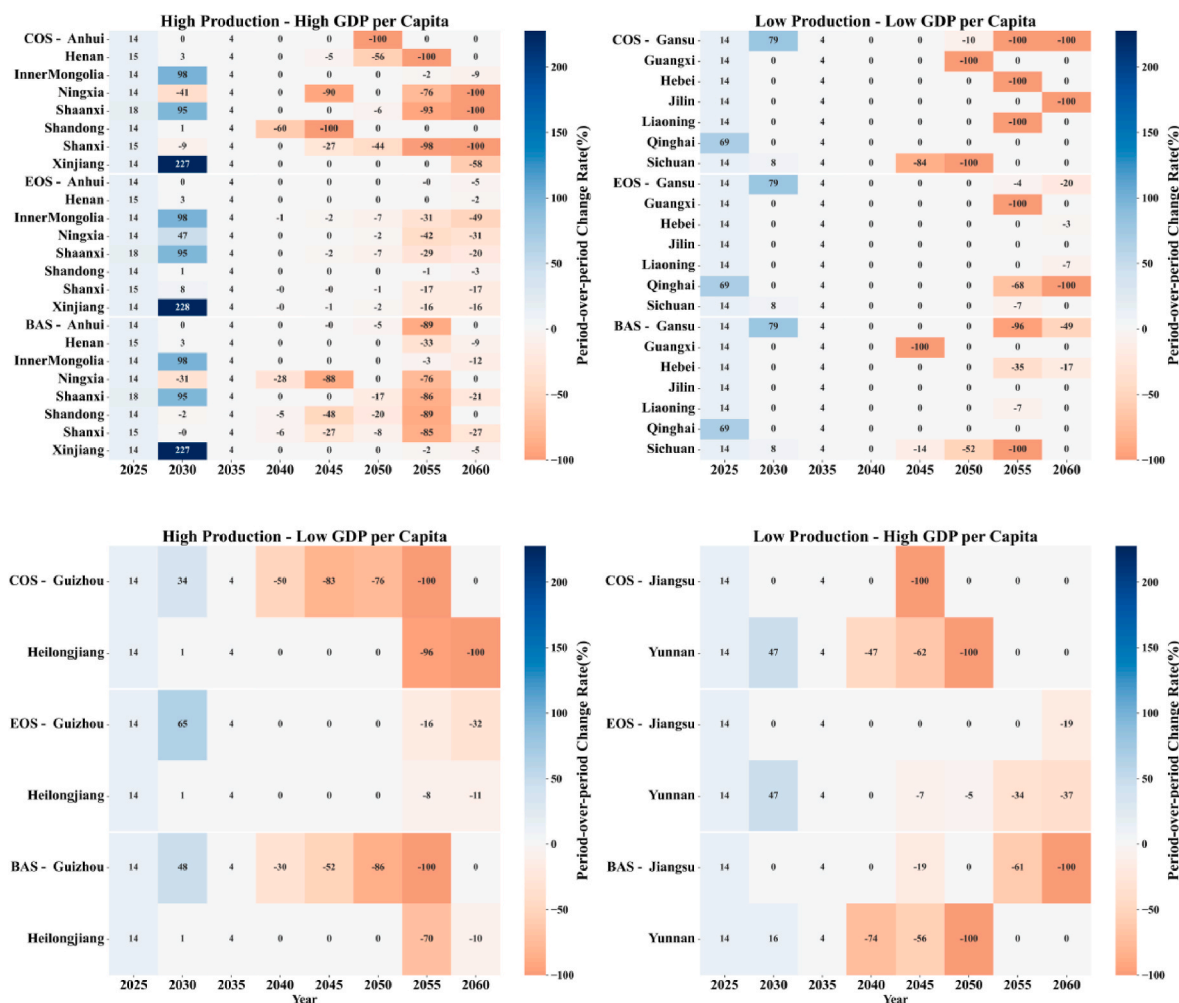 High Production - High GDP per Capita
COS - Anhui 14 0 4 0 0 -100 0 0
Henan 15 3 4 0 -5 -56 -100 0
InnerMongolia 14 98 4 0 0 0 -2 -9
Ningxia 14 -41 4 0 -90 0 -76 -100
Shaanxi 18 95 4 0 0 -6 -93 -100
Shandong 14 1 4 -60 -100 0 0 0
Shanxi 15 -9 4 0 -27 -44 -98 -100
Xinjiang 14 227 4 0 0 0 0 -58
EOS - Anhui 14 0 4 0 0 0 -0 -5
Henan 15 3 4 0 0 0 0 -2
InnerMongolia 14 98 4 -1 -2 -7 -31 -49
Ningxia 14 47 4 0 0 -2 -42 -31
Shaanxi 18 95 4 0 -2 -7 -29 -20
Shandong 14 1 4 0 0 0 -1 -3
Shanxi 15 8 4 -0 -0 -1 -17 -17
Xinjiang 14 228 4 -0 -1 -2 -16 -16
BAS - Anhui 14 0 4 0 -0 -5 -89 0
Henan 15 3 4 0 0 0 -33 -9
InnerMongolia 14 98 4 0 0 0 -3 -12
Ningxia 14 -31 4 -28 -88 0 -76 0
Shaanxi 18 95 4 0 0 -17 -86 -21
Shandong 14 -2 4 -5 -48 -20 -89 0
Shanxi 15 -0 4 -6 -27 -8 -85 -27
Xinjiang 14 227 4 0 0 0 -2 -5
2025 2030 2035 2040 2045 2050 2055 2060
200
150
100
50
0
−50
−100
Period-over-period Change Rate(%)
Low Production - Low GDP per Capita
COS - Gansu 14 79 4 0 0 -10 -100 -100
Guangxi 14 0 4 0 0 -100 0 0
Hebei 14 0 4 0 0 0 -100 0
Jilin 14 0 4 0 0 0 0 -100
Liaoning 14 0 4 0 0 0 -100 0
Qinghai 69 0 4 0 0 0 0 0
Sichuan 14 8 4 0 -84 -100 0 0
EOS - Gansu 14 79 4 0 0 0 -4 -20
Guangxi 14 0 4 0 0 0 -100 0
Hebei 14 0 4 0 0 0 0 -3
Jilin 14 0 4 0 0 0 0 0
Liaoning 14 0 4 0 0 0 0 -7
Qinghai 69 0 4 0 0 0 -68 -100
Sichuan 14 8 4 0 0 0 -7 0
BAS - Gansu 14 79 4 0 0 0 -96 -49
Guangxi 14 0 4 0 -100 0 0 0
Hebei 14 0 4 0 0 0 -35 -17
Jilin 14 0 4 0 0 0 0 0
Liaoning 14 0 4 0 0 0 -7 0
Qinghai 69 0 4 0 0 0 0 0
Sichuan 14 8 4 0 -14 -52 -100 0
2025 2030 2035 2040 2045 2050 2055 2060
200
150
100
50
0
−50
−100
Period-over-period Change Rate(%)
High Production - Low GDP per Capita
COS - Guizhou 14 34 4 -50 -83 -76 -100 0
Heilongjiang 14 1 4 0 0 0 -96 -100
EOS - Guizhou 14 65 4 0 0 0 -16 -32
Heilongjiang 14 1 4 0 0 0 -8 -11
BAS - Guizhou 14 48 4 -30 -52 -86 -100 0
Heilongjiang 14 1 4 0 0 0 -70 -10
2025 2030 2035 2040 2045 2050 2055 2060
Year
200
150
100
50
0
−50
−100
Period-over-period Change Rate(%)
Low Production - High GDP per Capita
COS - Jiangsu 14 0 4 0 -100 0 0 0
Yunnan 14 47 4 -47 -62 -100 0 0
EOS - Jiangsu 14 0 4 0 0 0 0 -19
Yunnan 14 47 4 0 -7 -5 -34 -37
BAS - Jiangsu 14 0 4 0 -19 0 -61 -100
Yunnan 14 16 4 -74 -56 -100 0 0
2025 2030 2035 2040 2045 2050 2055 2060
Year
200
150
100
50
0
−50
−100
Period-over-period Change Rate(%)